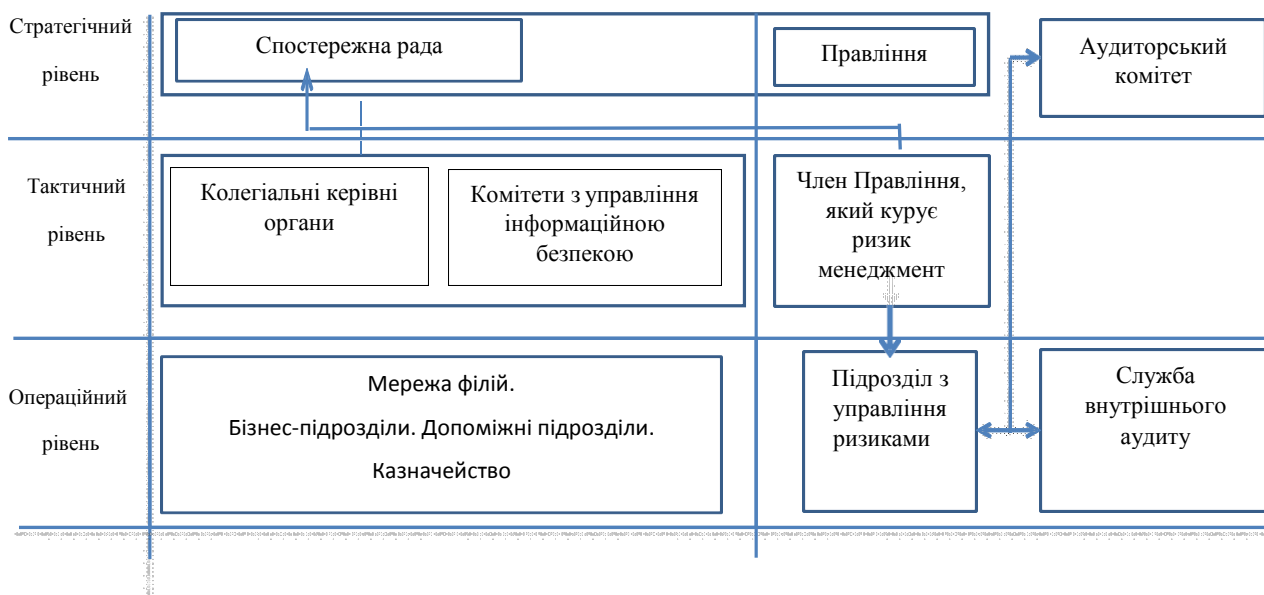 Стратегічний
рівень
Спостережна рада
Правління
Аудиторський
комітет
Тактичний
рівень
Колегіальні керівні
органи
Комітети з управління
інформаційною
безпекою
Член Правління,
який курує
ризик
менеджмент
Операційний
рівень
Мережа філій.
Бізнес-підрозділи. Допоміжні підрозділи.
Казначейство
Підрозділ з
управління
ризиками
Служба
внутрішнього
аудиту